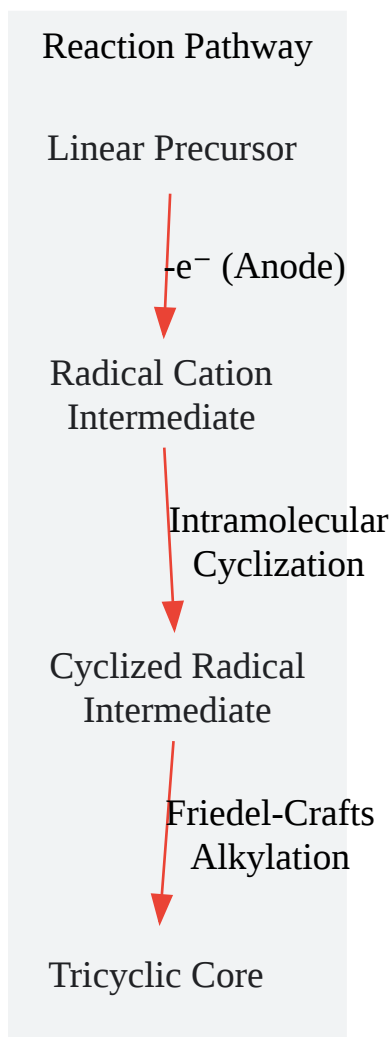 Reaction Pathway
Linear Precursor
-e⁻ (Anode)
Radical Cation
Intermediate
Intramolecular
Cyclization
Cyclized Radical
Intermediate
Friedel-Crafts
Alkylation
Tricyclic Core